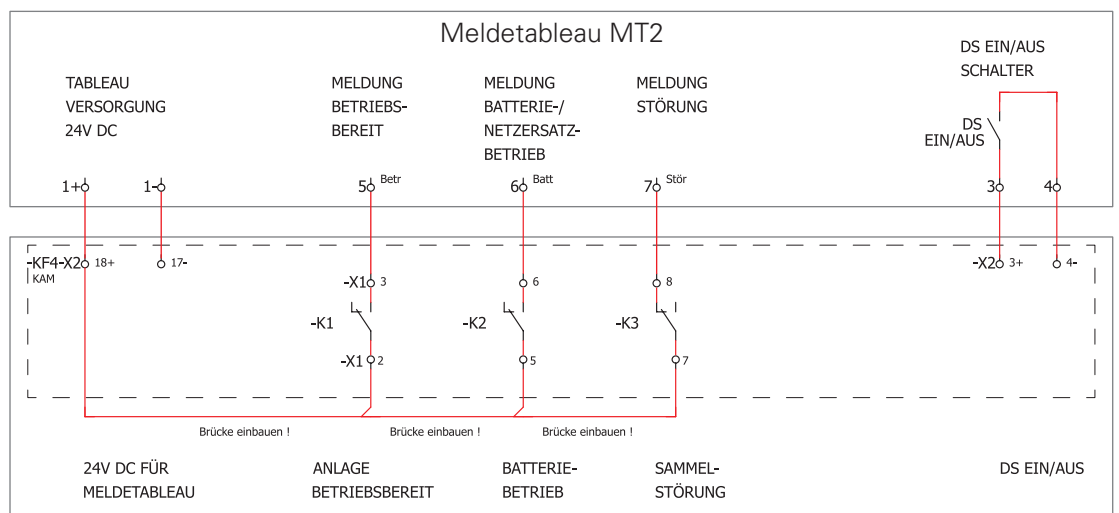 Meldetableau MT2
DS EIN/AUS
SCHALTER
TABLEAU
VERSORGUNG
24V DC
MELDUNG
BETRIEBS-
BEREIT
MELDUNG
BATTERIE-/
NETZERSATZ-
BETRIEB
MELDUNG
STÖRUNG
DS
EIN/AUS
1+
1-
5 Betr
6 Batt
7 Stör
3
4
-KF4-X2 18+
KAM
17-
-X2 3+
4-
-X1 3
6
8
-K1
-K2
-K3
-X1 2
5
7
Brücke einbauen !
Brücke einbauen !
Brücke einbauen !
24V DC FÜR
MELDETABLEAU
ANLAGE
BETRIEBSBEREIT
BATTERIE-
BETRIEB
SAMMEL-
STÖRUNG
DS EIN/AUS